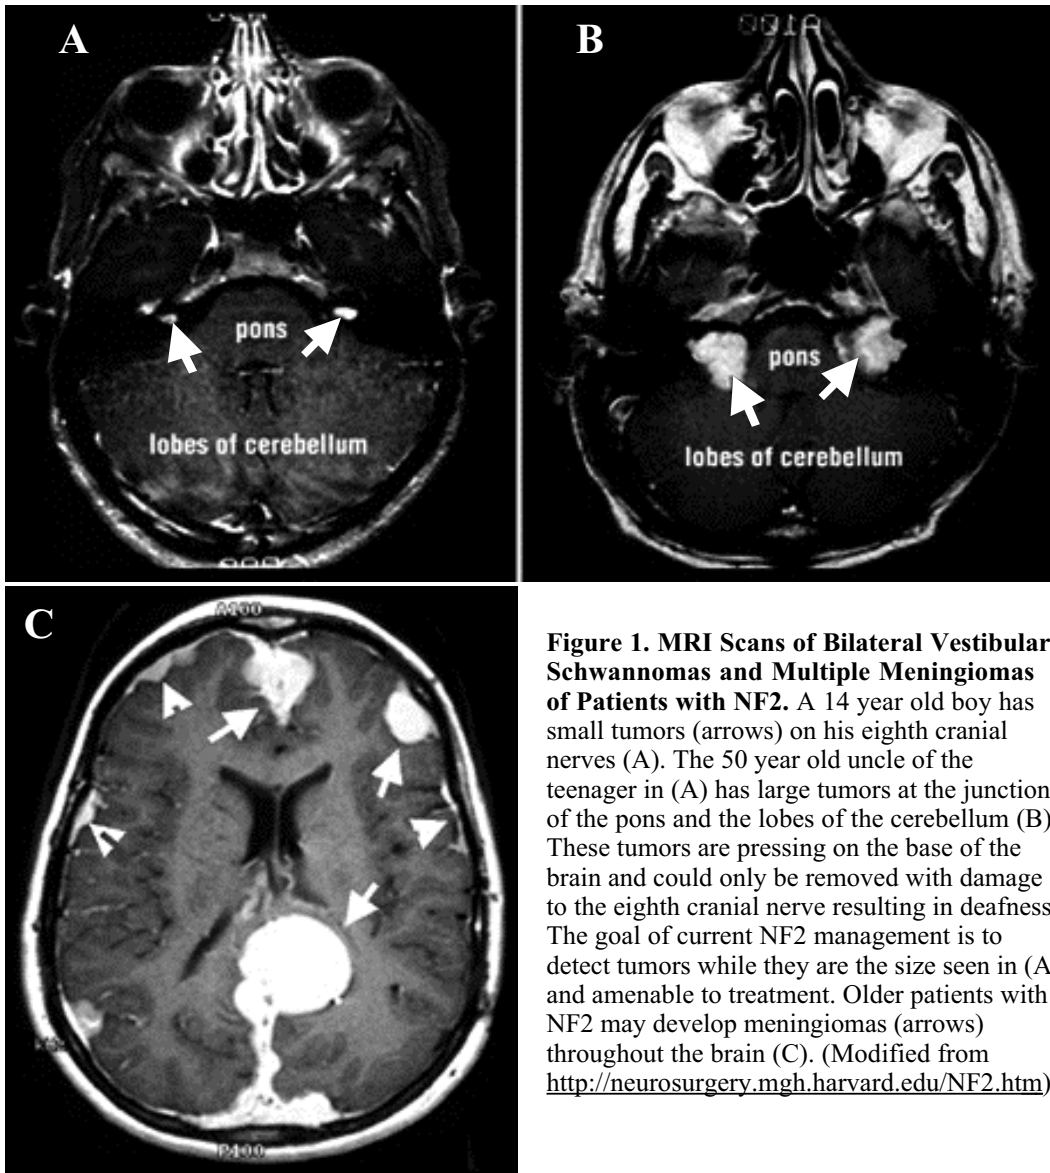 A
pons
lobes of cerebellum
B
pons
lobes of cerebellum
C
A100
P100
Figure 1. MRI Scans of Bilateral Vestibular
Schwannomas and Multiple Meningiomas
of Patients with NF2. A 14 year old boy has
small tumors (arrows) on his eighth cranial
nerves (A). The 50 year old uncle of the
teenager in (A) has large tumors at the junction
of the pons and the lobes of the cerebellum (B)
These tumors are pressing on the base of the
brain and could only be removed with damage
to the eighth cranial nerve resulting in deafness
The goal of current NF2 management is to
detect tumors while they are the size seen in (A
and amenable to treatment. Older patients with
NF2 may develop meningiomas (arrows)
throughout the brain (C). (Modified from
http://neurosurgery.mgh.harvard.edu/NF2.htm)